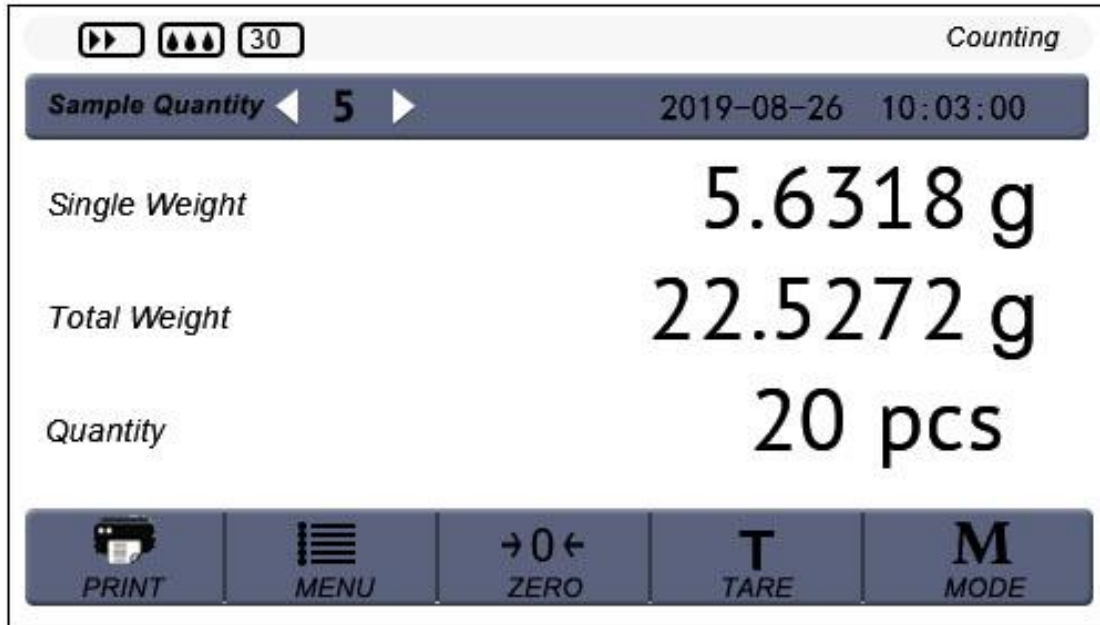 30 Counting
Sample Quantity 5 2019-08-26 10:03:00
Single Weight 5.6318 g
Total Weight 22.5272 g
Quantity 20 pcs
→0← T M
PRINT MENU ZERO TARE MODE